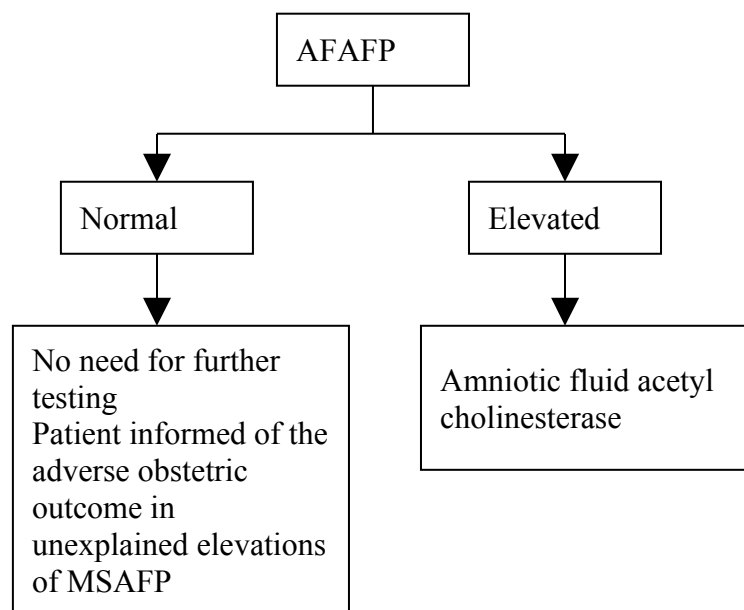 AFAFP
Normal
Elevated
No need for further
testing
Patient informed of the
adverse obstetric
outcome in
unexplained elevations
of MSAFP
Amniotic fluid acetyl
cholinesterase